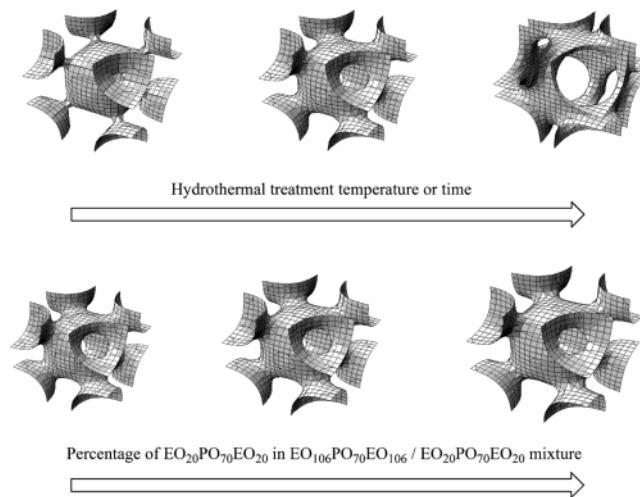 Hydrothermal treatment temperature or time
Percentage of EO₂₀PO₇₀EO₂₀ in EO₁₀₆PO₇₀EO₁₀₆ / EO₂₀PO₇₀EO₂₀ mixture